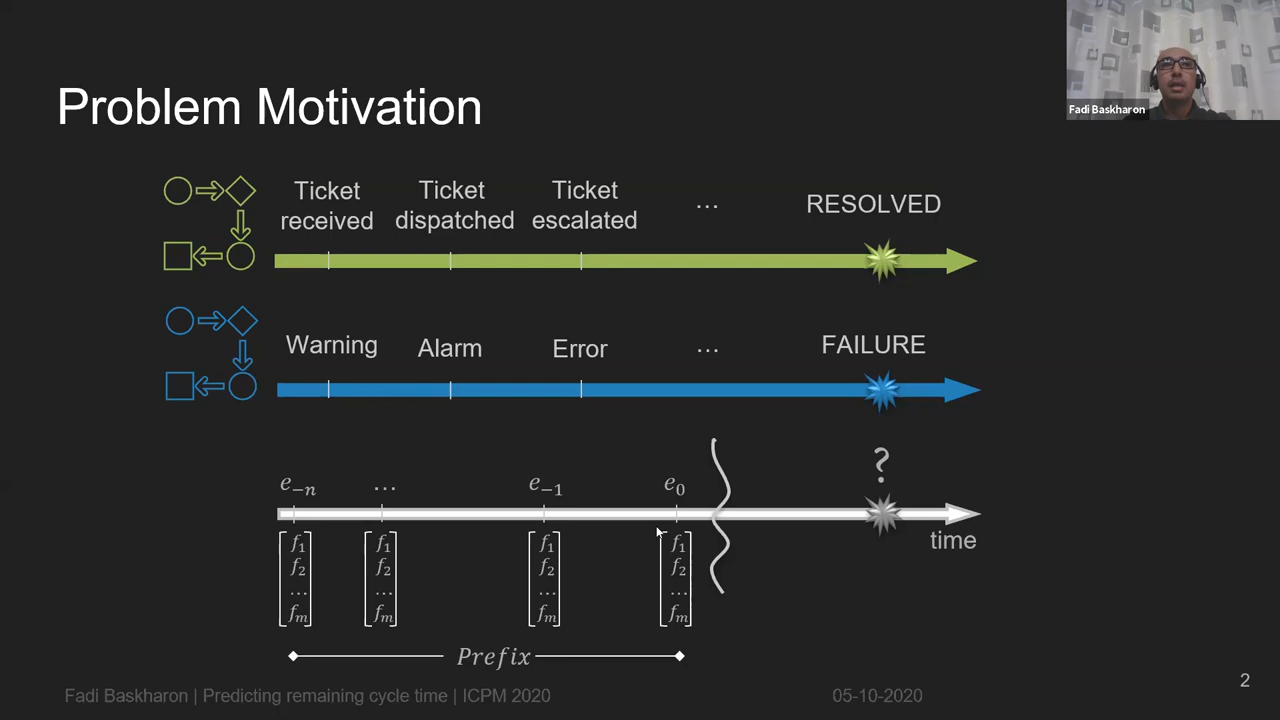 Fadi Baskharon
Problem Motivation
Ticket received
Ticket dispatched
Ticket escalated
...
RESOLVED
Warning
Alarm
Error
...
FAILURE
e₋ₙ
...
e₋₁
e₀
?
time
f₁ f₁ f₁ f₁
f₂ f₂ f₂ f₂
... ... ... ...
fₘ fₘ fₘ fₘ
Prefix
Fadi Baskharon | Predicting remaining cycle time | ICPM 2020
05-10-2020
2